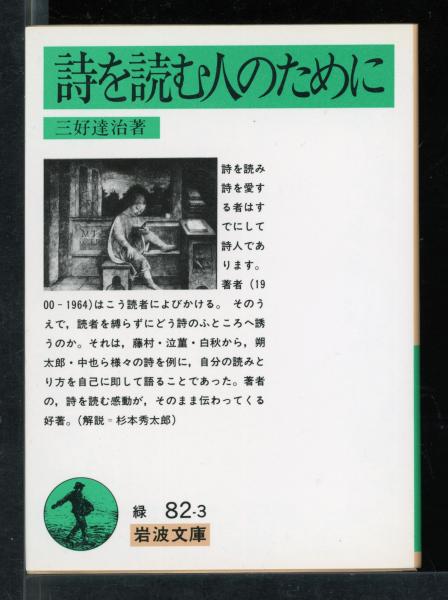 詩を読む人のために
三好達治著
詩を読み
詩を愛す
る者はす
でにして
詩人であ
ります。
著者(19
00-1964)はこう読者によびかける。そのう
えで，読者を縛らずにどう詩のふところへ誘
うのか。それは，藤村・泣菫・白秋から，朔
太郎・中也ら様々の詩を例に，自分の読みと
り方を自己に即して語ることであった。著者
の，詩を読む感動が，そのまま伝わってくる
好著。(解説=杉本秀太郎)
緑 82-3
岩波文庫